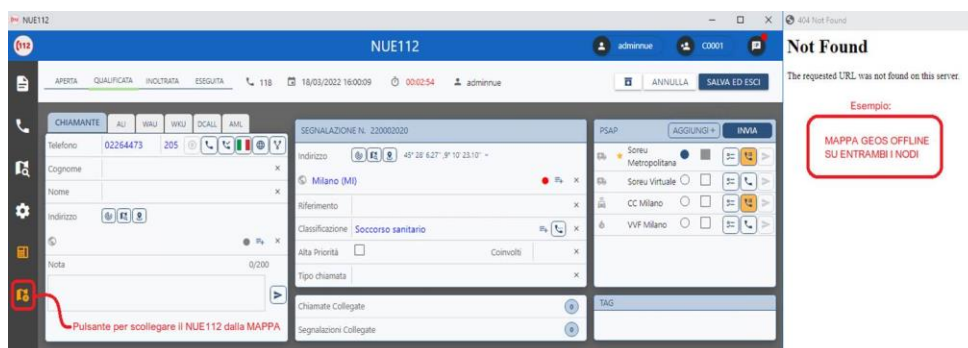 NUE112
404 Not Found
112
NUE112
adminnue
C0001
Not Found
The requested URL was not found on this server.
APERTA QUALIFICATA INOLTRATA ESEGUITA 118 18/03/2022 16:00:09 00:02:54 adminnue ANNULLA SALVA ED ESCI
Esempio:
MAPPA GEOS OFFLINE
SU ENTRAMBI I NODI
CHIAMANTE ALI WAU WKU DCALL AML
Telefono 02264473 205
Cognome
Nome
Indirizzo
Nota 0/200
Pulsante per scollegare il NUE112 dalla MAPPA
SEGNALAZIONE N. 220002020
Indirizzo 45° 28' 6.27" ,9° 10' 23.10" ~
Milano (MI)
Riferimento
Classificazione Soccorso sanitario
Alta Priorità Coinvolti
Tipo chiamata
Chiamate Collegate 0
Segnalazioni Collegate 0
PSAP AGGIUNGI + INVIA
Soreu
Metropolitana
Soreu Virtuale
CC Milano
VVF Milano
TAG